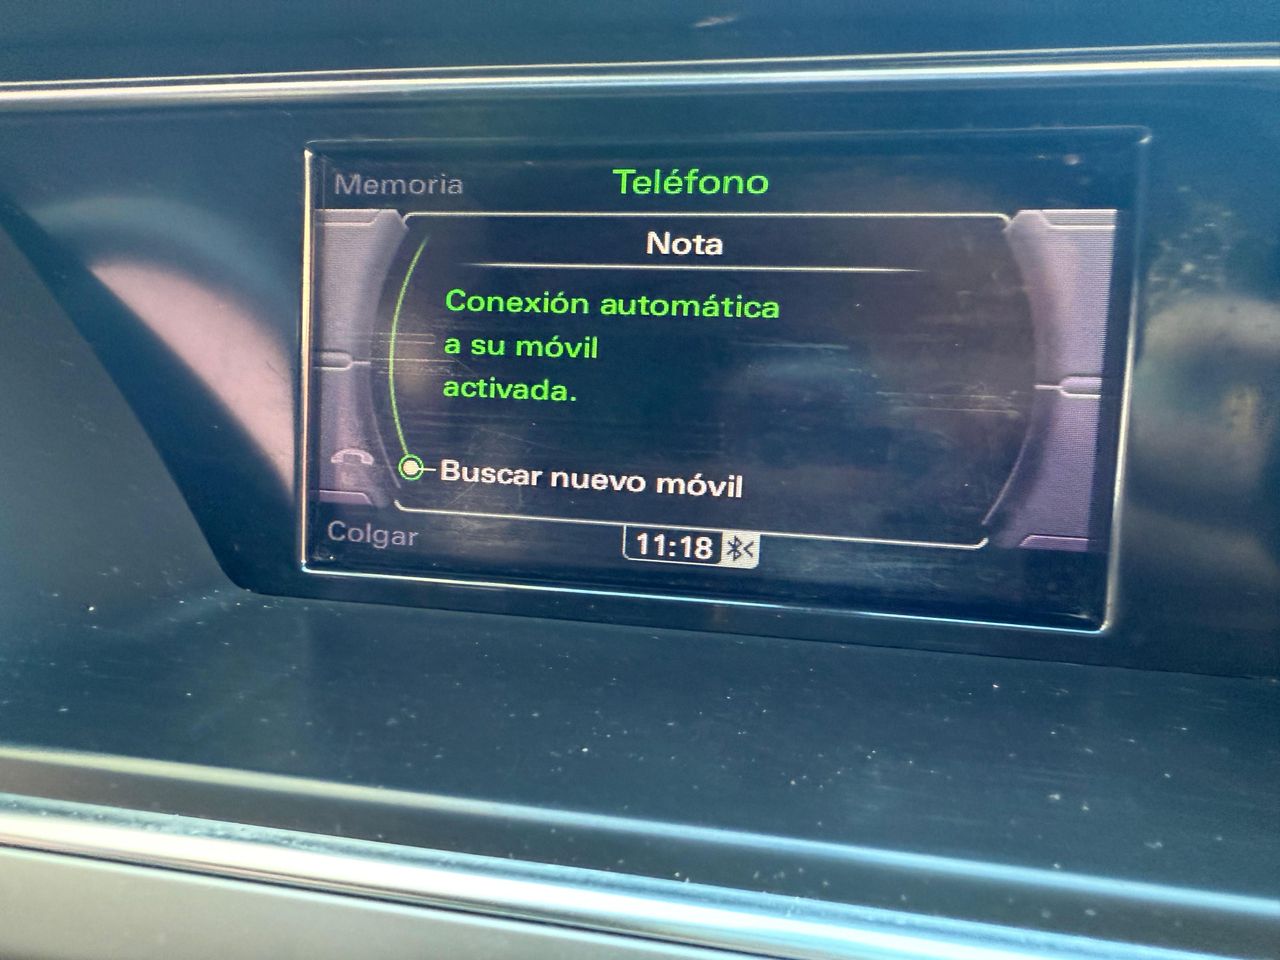 Memoria
Teléfono
Nota
Conexión automática
a su móvil
activada.
Buscar nuevo móvil
Colgar
11:18